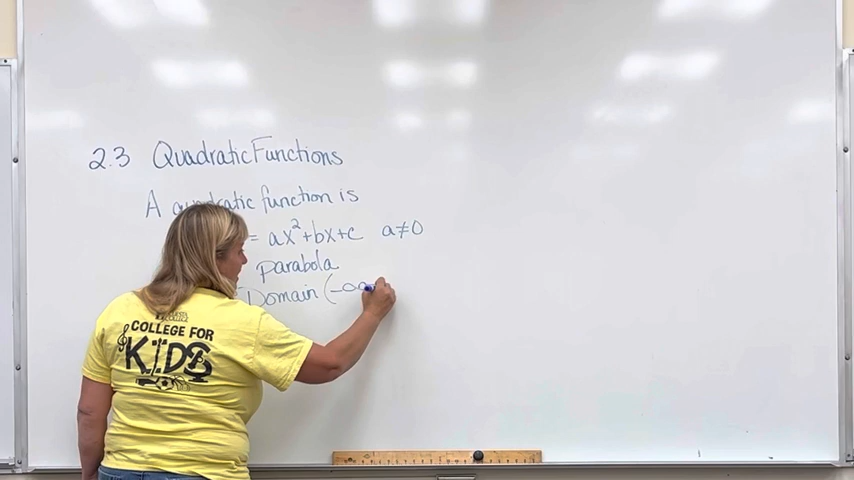 2.3 Quadratic Functions
A quadratic function is
= ax²+bx+c a≠0
parabola
Domain (-∞
COLLEGE FOR
KIDS